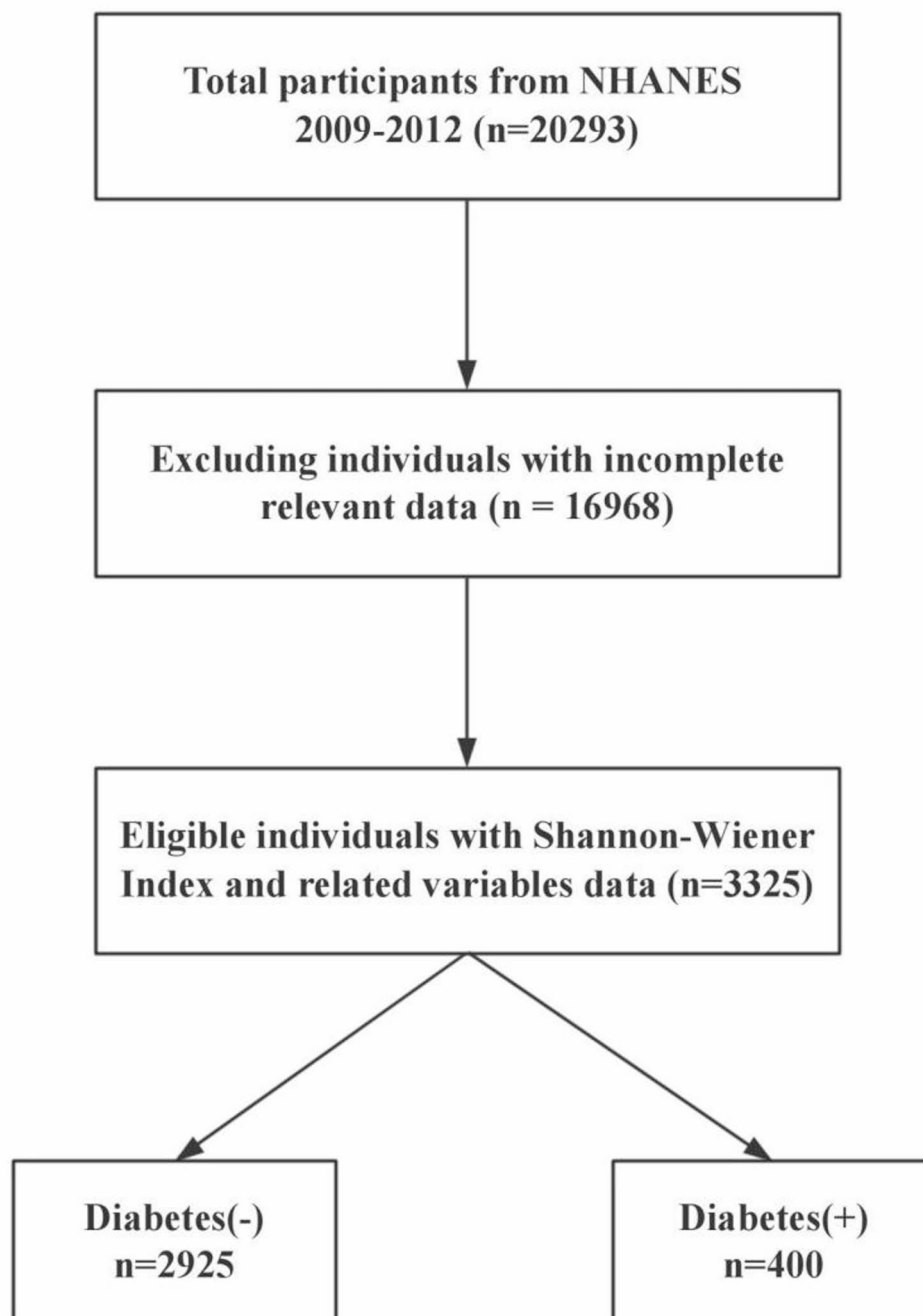 Total participants from NHANES
2009-2012 (n=20293)
Excluding individuals with incomplete
relevant data (n = 16968)
Eligible individuals with Shannon-Wiener
Index and related variables data (n=3325)
Diabetes(-)
n=2925
Diabetes(+)
n=400